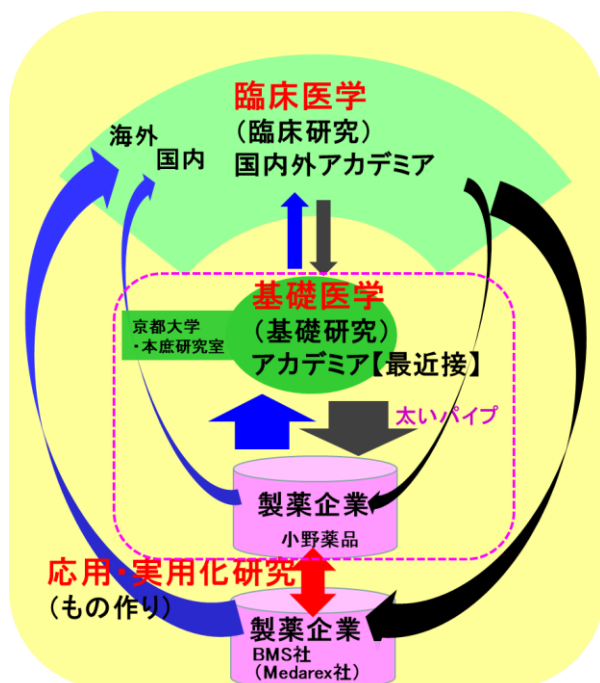 臨床医学
(臨床研究)
国内外アカデミア
海外
国内
基礎医学
(基礎研究)
アカデミア【最近接】
京都大学
・本庶研究室
太いパイプ
製薬企業
小野薬品
応用・実用化研究
(もの作り)
製薬企業
BMS社
(Medarex社)